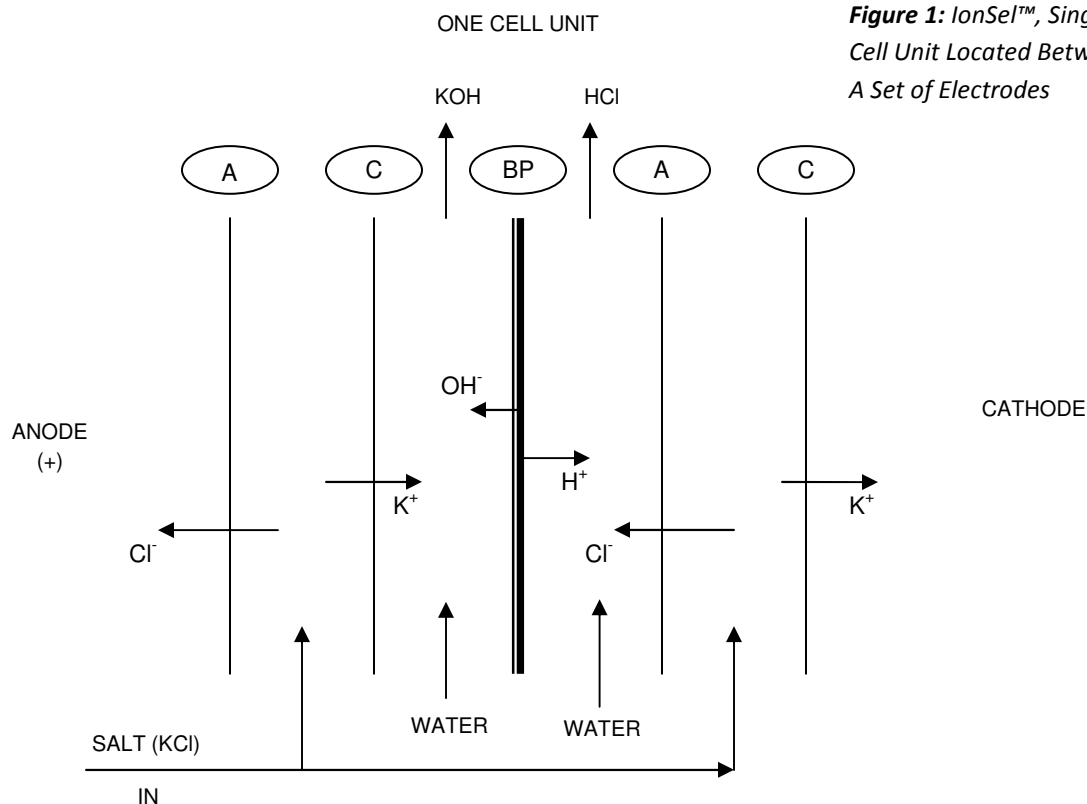 ONE CELL UNIT
Figure 1: IonSel™, Sing
Cell Unit Located Betw
A Set of Electrodes
KOH HCl
A C BP A C
OH⁻
H⁺
ANODE
(+)
CATHODE
K⁺ K⁺
Cl⁻ Cl⁻
WATER WATER
SALT (KCl)
IN